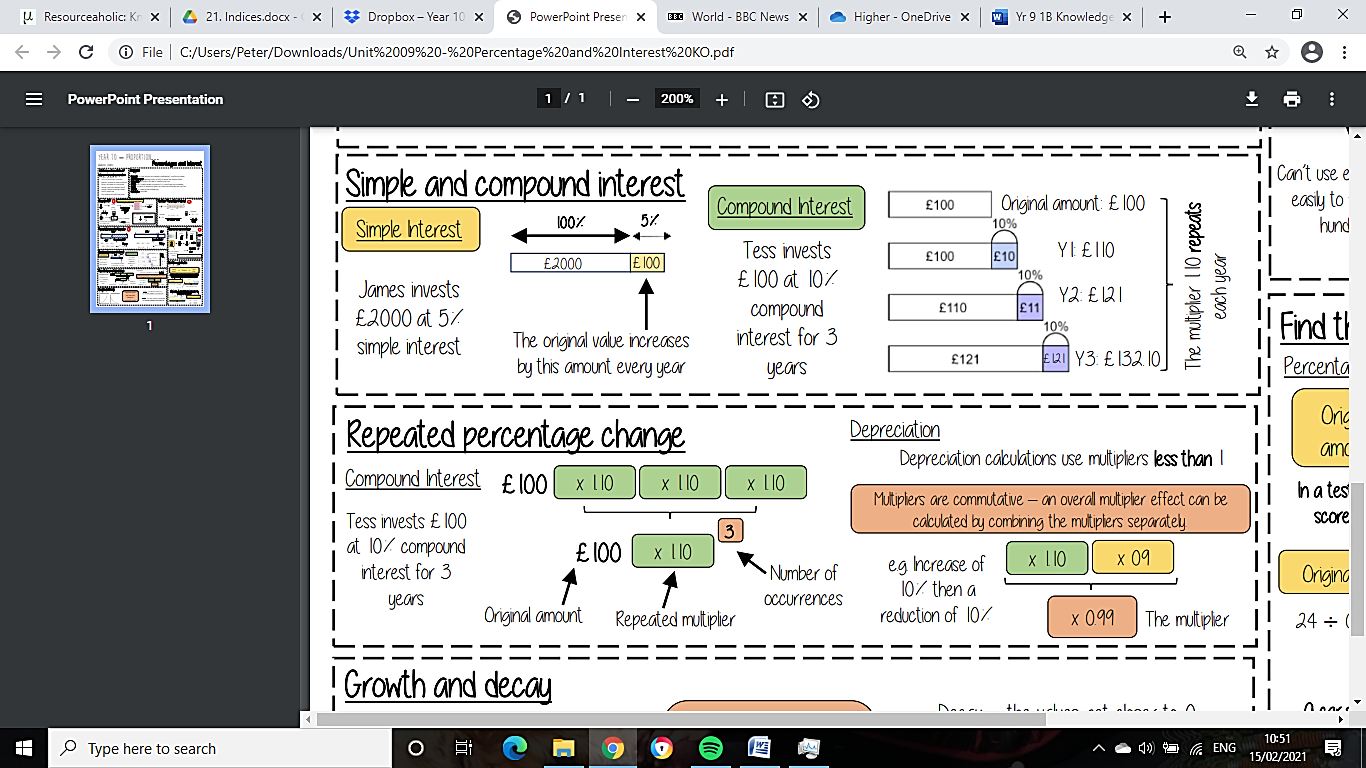 Resourceaholic: Kn
21. Indices.docx -
Dropbox – Year 10
PowerPoint Presen
BBC
World - BBC News
Higher - OneDrive
Yr 9 1B Knowledge
File
C:/Users/Peter/Downloads/Unit%2009%20-%20Percentage%20and%20Interest%20KO.pdf
PowerPoint Presentation
1 / 1
200%
YEAR 10 — PROPORTION...
Percentages and Interest
1
Simple and compound interest
Simple Interest
100%
5%
£2000
£100
James invests
£2000 at 5%
simple interest
The original value increases
by this amount every year
Compound Interest
Tess invests
£100 at 10%
compound
interest for 3
years
£100
Original amount: £100
10%
£100
£10
Y1: £110
10%
£110
£11
Y2: £121
10%
£121
£121
Y3: £132.10
The multiplier 1.10 repeats
each year
Can't use e
easily to
hund
Repeated percentage change
Compound Interest
£100
x 1.10
x 1.10
x 1.10
Tess invests £100
at 10% compound
interest for 3
years
£100
x 1.10
3
Original amount
Repeated multiplier
Number of
occurrences
Depreciation
Depreciation calculations use multipliers less than 1
Multipliers are commutative – an overall multiplier effect can be
calculated by combining the multipliers separately
e.g. Increase of
10% then a
reduction of 10%
x 1.10
x 0.9
x 0.99
The multiplier
Find th
Percenta
Orig
amo
In a tes
score
Origina
24 ÷
Growth and decay
Type here to search
ENG
10:51
15/02/2021